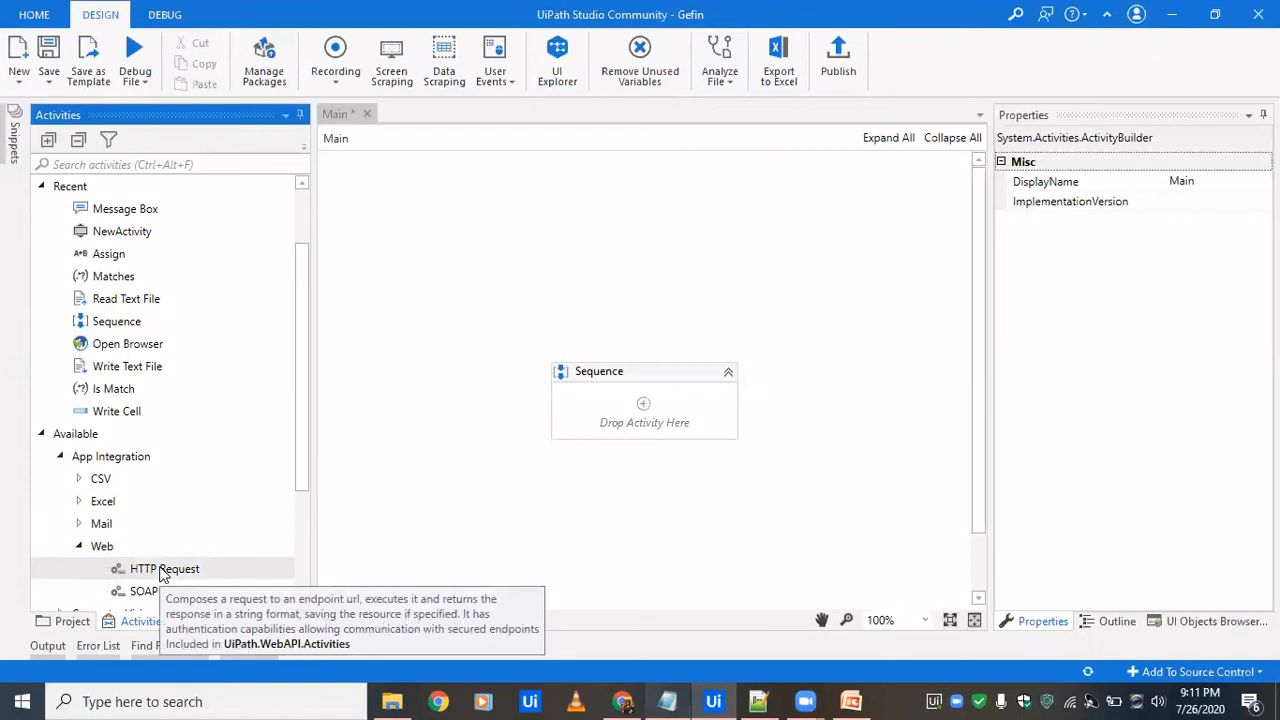 HOME DESIGN DEBUG UiPath Studio Community - Gefin
New Save Save as Template Debug File Cut Copy Paste Manage Packages Recording Screen Scraping Data Scraping User Events UI Explorer Remove Unused Variables Analyze File Export to Excel Publish
Snippets
Activities
Search activities (Ctrl+Alt+F)
Recent
Message Box
NewActivity
Assign
Matches
Read Text File
Sequence
Open Browser
Write Text File
Is Match
Write Cell
Available
App Integration
CSV
Excel
Mail
Web
HTTP Request
SOAP
Composes a request to an endpoint url, executes it and returns the
response in a string format, saving the resource if specified. It has
authentication capabilities allowing communication with secured endpoints
Included in UiPath.WebAPI.Activities
Project Activitie
Main *
Main Expand All Collapse All
Sequence
Drop Activity Here
100%
Properties
System.Activities.ActivityBuilder
Misc
DisplayName Main
ImplementationVersion
Properties Outline UI Objects Browser...
Output Error List Find R
Add To Source Control
Type here to search
9:11 PM
7/26/2020
6